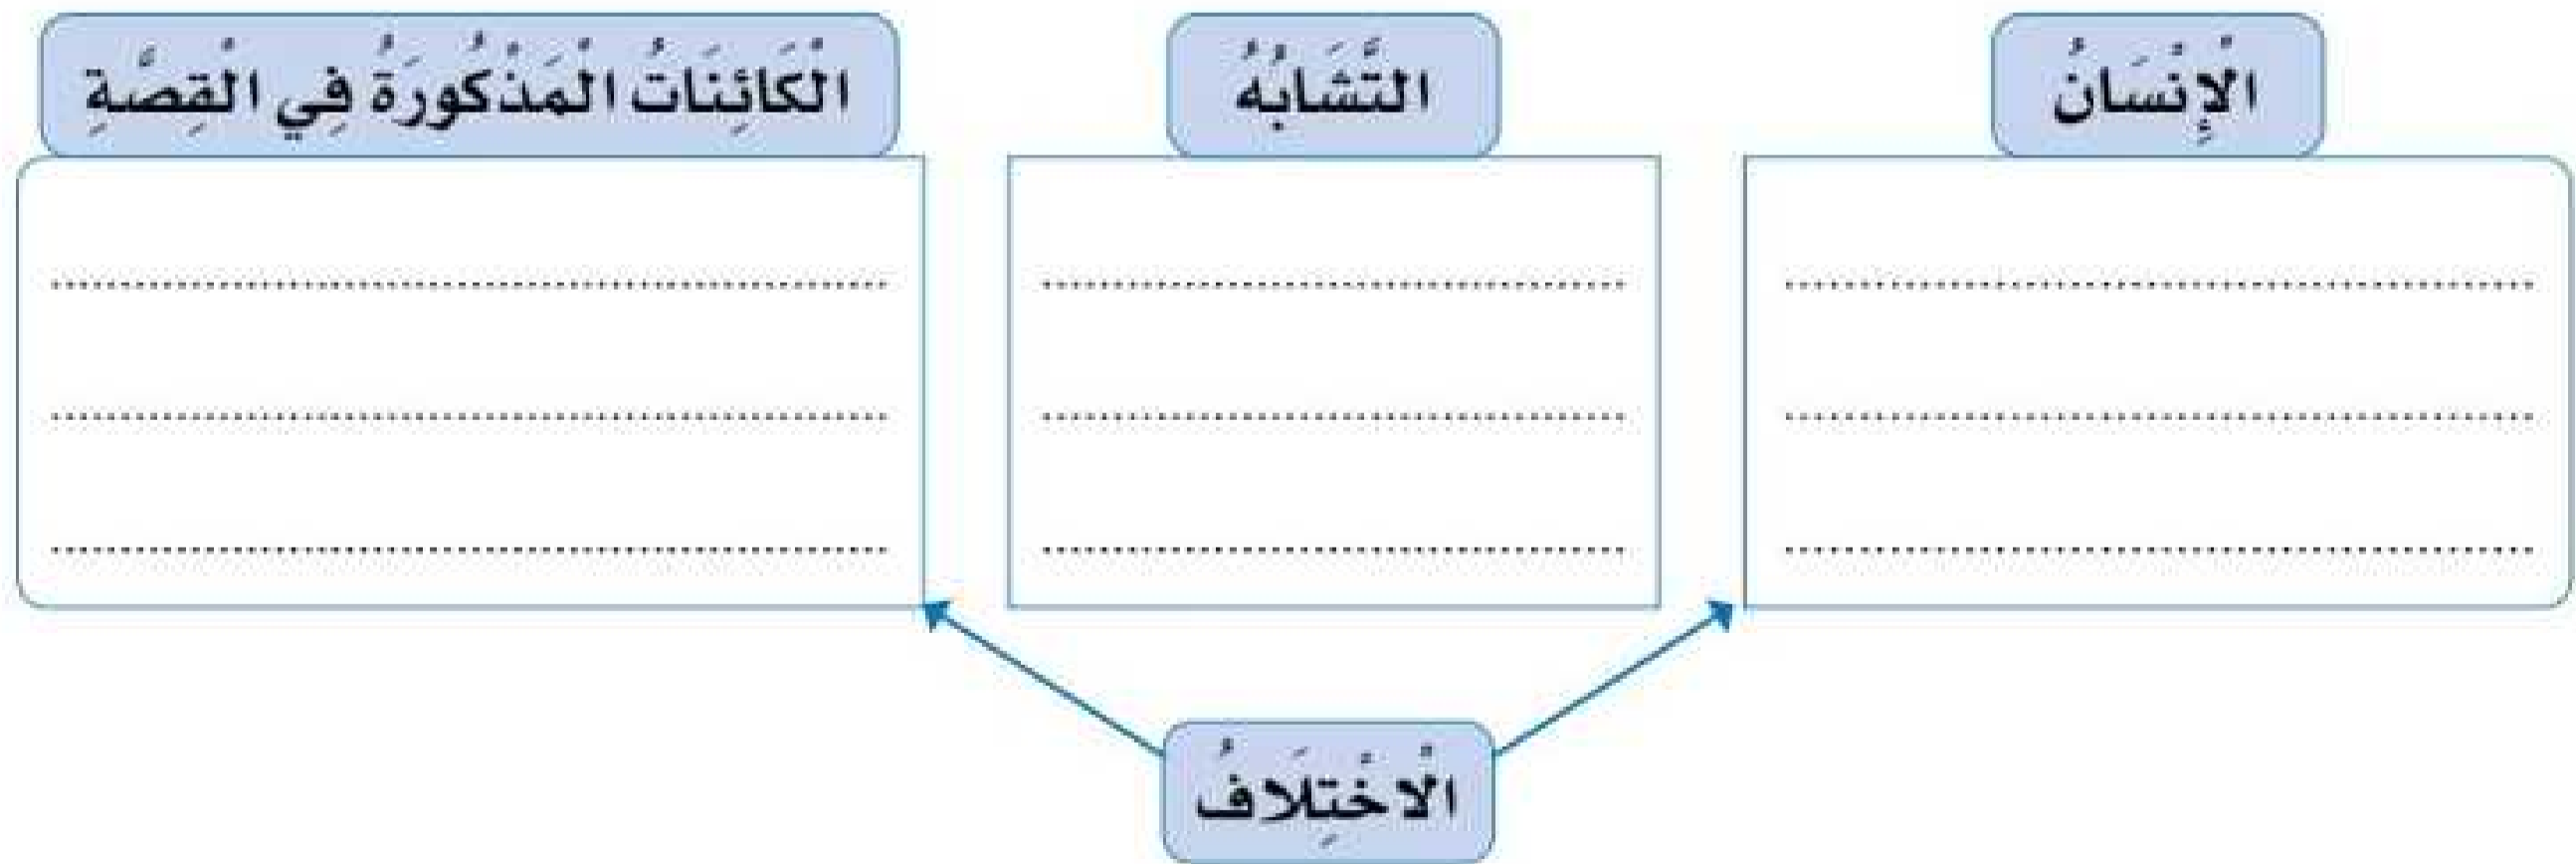 الْإِنْسَانُ
التَّشَابُهُ
الْكَائِنَاتُ الْمَذْكُورَةُ فِي الْقِصَّةِ
الْاخْتِلَافُ